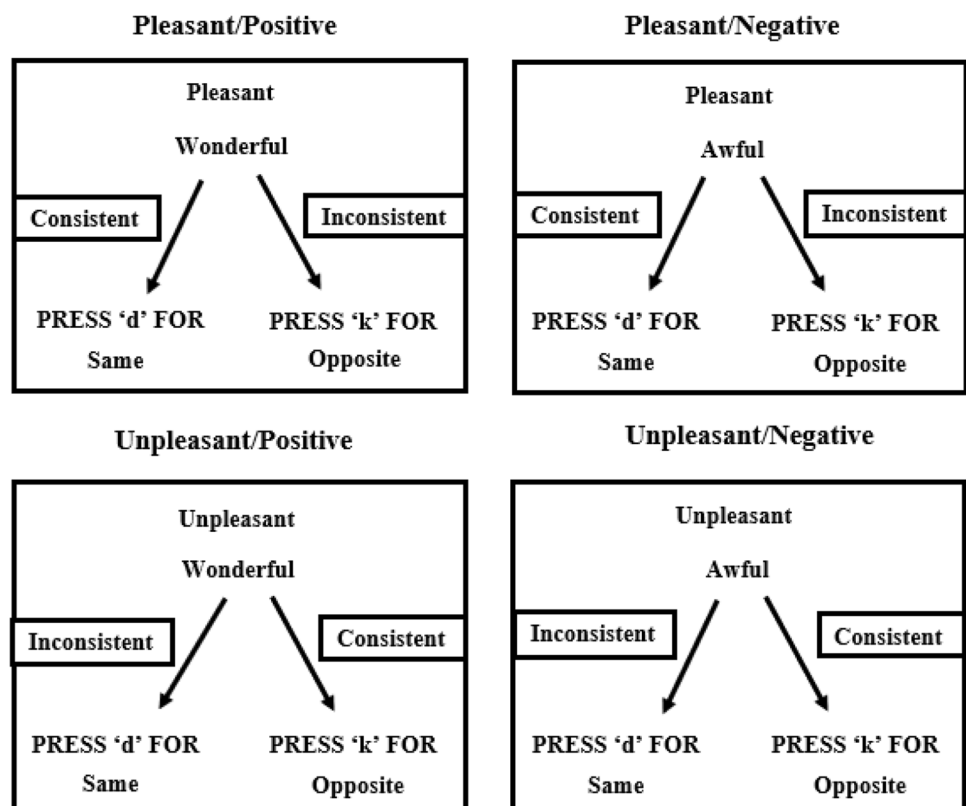 Pleasant/Positive
Pleasant
Wonderful
Consistent
Inconsistent
PRESS ‘d’ FOR
Same
PRESS ‘k’ FOR
Opposite
Pleasant/Negative
Pleasant
Awful
Consistent
Inconsistent
PRESS ‘d’ FOR
Same
PRESS ‘k’ FOR
Opposite
Unpleasant/Positive
Unpleasant
Wonderful
Inconsistent
Consistent
PRESS ‘d’ FOR
Same
PRESS ‘k’ FOR
Opposite
Unpleasant/Negative
Unpleasant
Awful
Inconsistent
Consistent
PRESS ‘d’ FOR
Same
PRESS ‘k’ FOR
Opposite